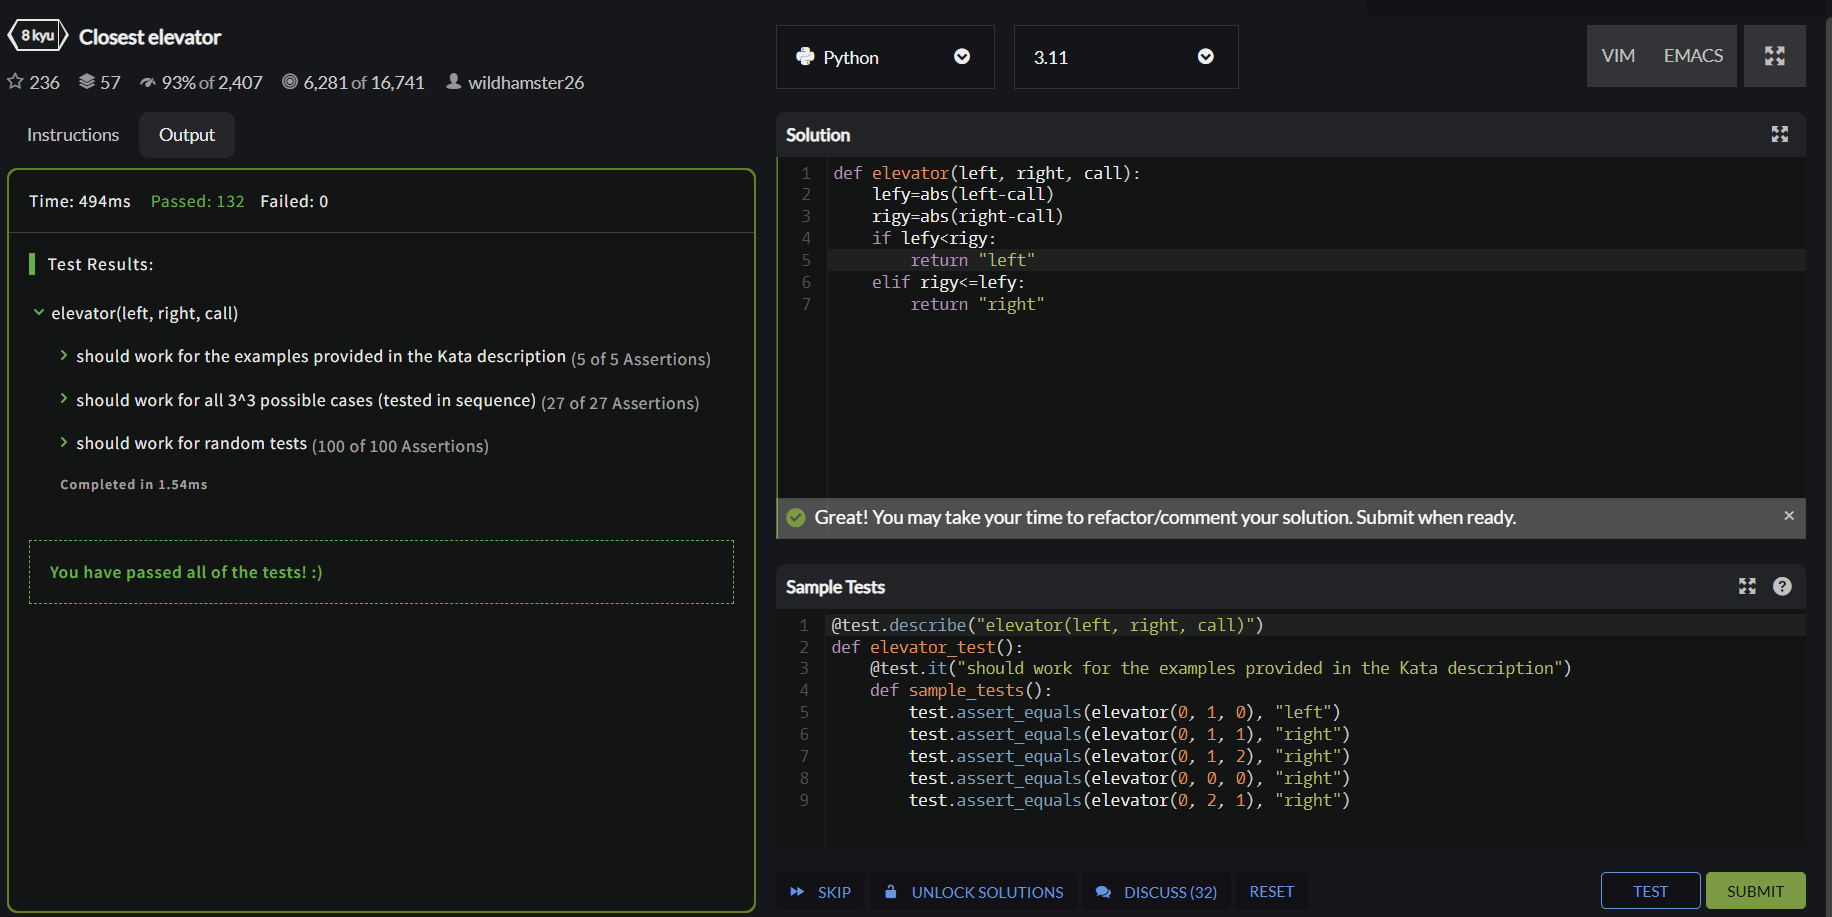 8 kyu Closest elevator
236 57 93% of 2,407 6,281 of 16,741 wildhamster26
Instructions Output
Time: 494ms Passed: 132 Failed: 0
Test Results:
elevator(left, right, call)
should work for the examples provided in the Kata description (5 of 5 Assertions)
should work for all 3^3 possible cases (tested in sequence) (27 of 27 Assertions)
should work for random tests (100 of 100 Assertions)
Completed in 1.54ms
You have passed all of the tests! :)
Python 3.11 VIM EMACS
Solution
1 def elevator(left, right, call):
2     lefy=abs(left-call)
3     rigy=abs(right-call)
4     if lefy<rigy:
5         return "left"
6     elif rigy<=lefy:
7         return "right"
Great! You may take your time to refactor/comment your solution. Submit when ready. ×
Sample Tests ?
1 @test.describe("elevator(left, right, call)")
2 def elevator_test():
3     @test.it("should work for the examples provided in the Kata description")
4     def sample_tests():
5         test.assert_equals(elevator(0, 1, 0), "left")
6         test.assert_equals(elevator(0, 1, 1), "right")
7         test.assert_equals(elevator(0, 1, 2), "right")
8         test.assert_equals(elevator(0, 0, 0), "right")
9         test.assert_equals(elevator(0, 2, 1), "right")
SKIP UNLOCK SOLUTIONS DISCUSS (32) RESET TEST SUBMIT